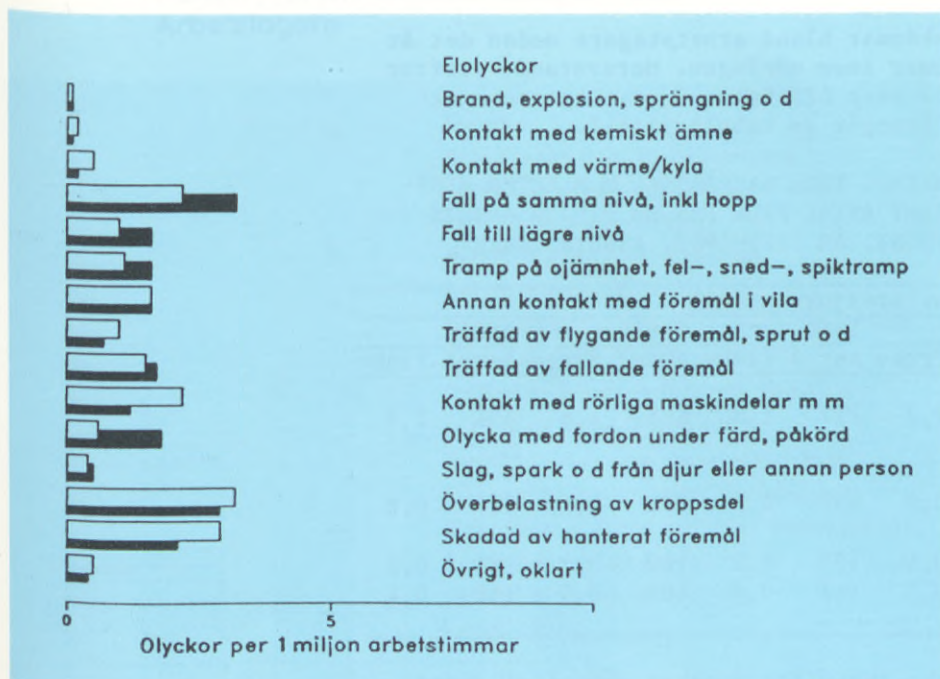 Elolyckor
Brand, explosion, sprängning o d
Kontakt med kemiskt ämne
Kontakt med värme/kyla
Fall på samma nivå, inkl hopp
Fall till lägre nivå
Tramp på ojämnhet, fel-, sned-, spiktramp
Annan kontakt med föremål i vila
Träffad av flygande föremål, sprut o d
Träffad av fallande föremål
Kontakt med rörliga maskindelar m m
Olycka med fordon under färd, påkörd
Slag, spark o d från djur eller annan person
Överbelastning av kroppsdel
Skadad av hanterat föremål
Övrigt, oklart
0 5
Olyckor per 1 miljon arbetstimmar